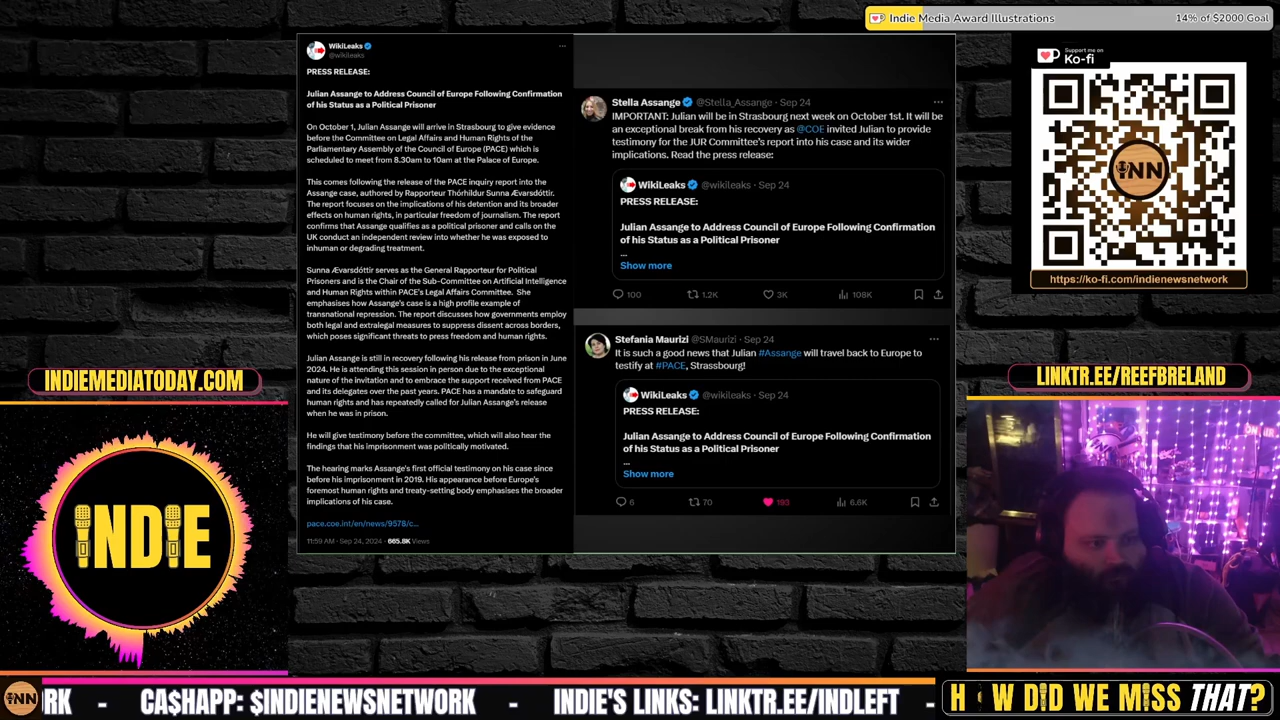 Indie Media Award Illustrations
14% of $2000 Goal
WikiLeaks
@wikileaks
PRESS RELEASE:
Julian Assange to Address Council of Europe Following Confirmation
of his Status as a Political Prisoner
On October 1, Julian Assange will arrive in Strasbourg to give evidence
before the Committee on Legal Affairs and Human Rights of the
Parliamentary Assembly of the Council of Europe (PACE) which is
scheduled to meet from 8.30am to 10am at the Palace of Europe.
This comes following the release of the PACE inquiry report into the
Assange case, authored by Rapporteur Thórhildur Sunna Ævarsdóttir.
The report focuses on the implications of his detention and its broader
effects on human rights, in particular freedom of journalism. The report
confirms that Assange qualifies as a political prisoner and calls on the
UK conduct an independent review into whether he was exposed to
inhuman or degrading treatment.
Sunna Ævarsdóttir serves as the General Rapporteur for Political
Prisoners and is the Chair of the Sub-Committee on Artificial Intelligence
and Human Rights within PACE's Legal Affairs Committee. She
emphasises how Assange's case is a high profile example of
transnational repression. The report discusses how governments employ
both legal and extralegal measures to suppress dissent across borders,
which poses significant threats to press freedom and human rights.
Julian Assange is still in recovery following his release from prison in June
2024. He is attending this session in person due to the exceptional
nature of the invitation and to embrace the support received from PACE
and its delegates over the past years. PACE has a mandate to safeguard
human rights and has repeatedly called for Julian Assange's release
when he was in prison.
He will give testimony before the committee, which will also hear the
findings that his imprisonment was politically motivated.
The hearing marks Assange's first official testimony on his case since
before his imprisonment in 2019. His appearance before Europe's
foremost human rights and treaty-setting body emphasises the broader
implications of his case.
pace.coe.int/en/news/9578/c...
11:59 AM · Sep 24, 2024 · 665.8K Views
Stella Assange @Stella_Assange · Sep 24
IMPORTANT: Julian will be in Strasbourg next week on October 1st. It will be
an exceptional break from his recovery as @COE invited Julian to provide
testimony for the JUR Committee's report into his case and its wider
implications. Read the press release:
WikiLeaks @wikileaks · Sep 24
PRESS RELEASE:
Julian Assange to Address Council of Europe Following Confirmation
of his Status as a Political Prisoner
...
Show more
100 1.2K 3K 108K
Stefania Maurizi @SMaurizi · Sep 24
It is such a good news that Julian #Assange will travel back to Europe to
testify at #PACE, Strassbourg!
WikiLeaks @wikileaks · Sep 24
PRESS RELEASE:
Julian Assange to Address Council of Europe Following Confirmation
of his Status as a Political Prisoner
...
Show more
6 70 193 6.6K
Support me on
Ko-fi
iNN
https://ko-fi.com/indienewsnetwork
INDIEMEDIATODAY.COM
LINKTR.EE/REEFBRELAND
INDIE
INN
RK - CA$HAPP: $INDIENEWSNETWORK - INDIE'S LINKS: LINKTR.EE/INDLEFT -
HOW DID WE MISS THAT?